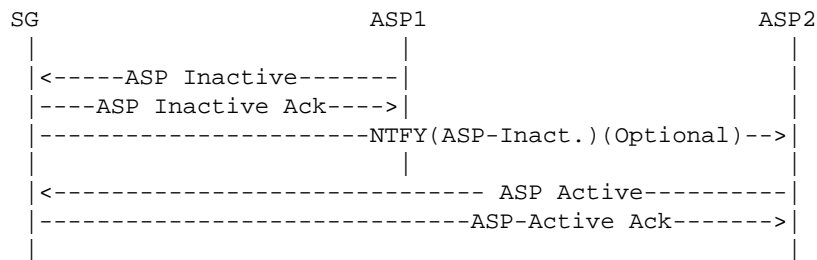 SG                       ASP1                       ASP2
 |                         |                          |
 |<-----ASP Inactive-------|                          |
 |----ASP Inactive Ack---->|                          |
 |-----------------------NTFY(ASP-Inact.)(Optional)-->|
 |                         |                          |
 |<------------------------------ ASP Active----------|
 |------------------------------ASP-Active Ack------->|
 |                                                    |